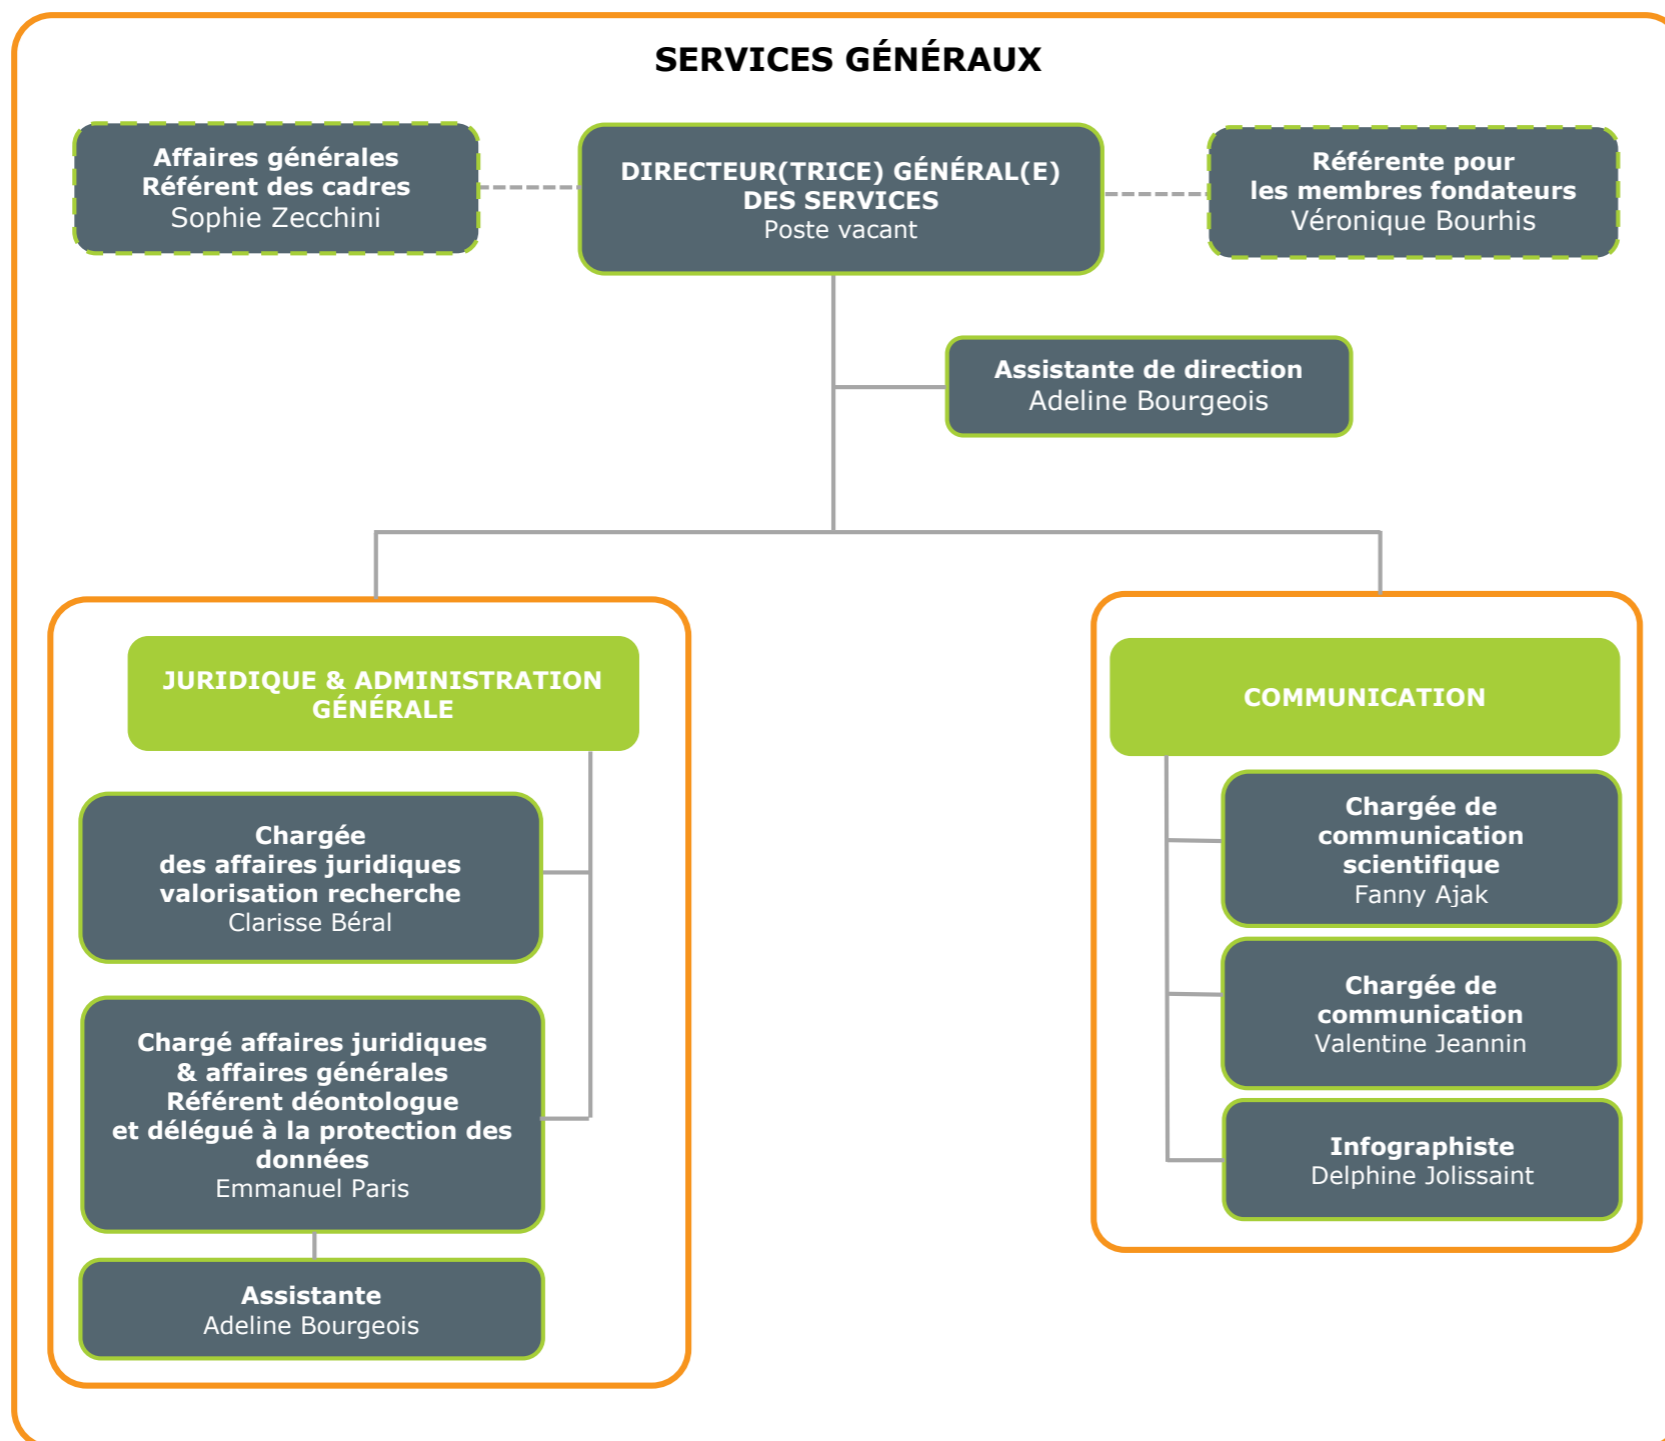 SERVICES GÉNÉRAUX
Affaires générales
Référent des cadres
Sophie Zecchini
DIRECTEUR(TRICE) GÉNÉRAL(E)
DES SERVICES
Poste vacant
Référente pour
les membres fondateurs
Véronique Bourhis
Assistante de direction
Adeline Bourgeois
JURIDIQUE & ADMINISTRATION
GÉNÉRALE
Chargée
des affaires juridiques
valorisation recherche
Clarisse Béral
Chargé affaires juridiques
& affaires générales
Référent déontologue
et délégué à la protection des
données
Emmanuel Paris
Assistante
Adeline Bourgeois
COMMUNICATION
Chargée de
communication
scientifique
Fanny Ajak
Chargée de
communication
Valentine Jeannin
Infographiste
Delphine Jolissaint